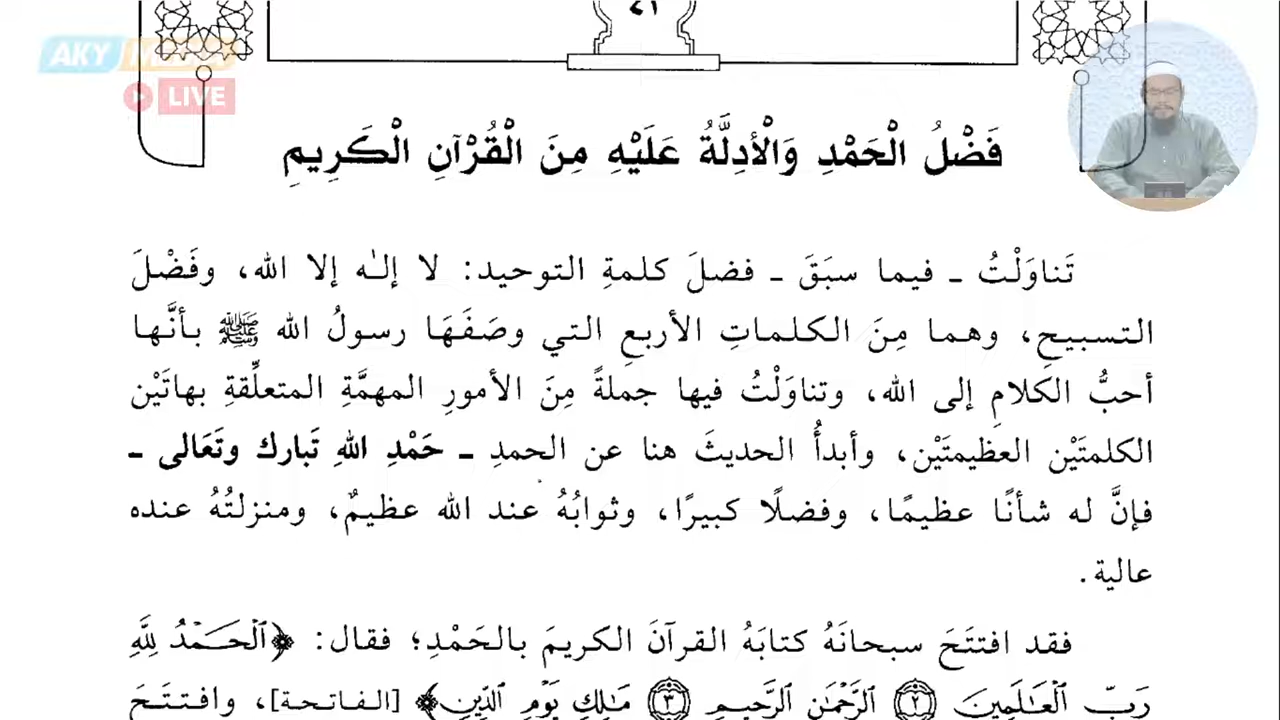 AKY MEDIA
LIVE
٤١
فَضْلُ الْحَمْدِ وَالْأَدِلَّةُ عَلَيْهِ مِنَ الْقُرْآنِ الْكَرِيمِ
تَناوَلْتُ ـ فيما سبَقَ ـ فضلَ كلمةِ التوحيد: لا إلـٰه إلا الله، وفَضْلَ
التسبيحِ، وهما مِنَ الكلماتِ الأربعِ التي وصَفَهَا رسولُ الله ﷺ بأنَّها
أحبُّ الكلامِ إلى الله، وتناوَلْتُ فيها جملةً مِنَ الأمورِ المهمَّةِ المتعلِّقةِ بهاتَيْن
الكلمتَيْن العظيمتَيْن، وأبدأُ الحديثَ هنا عن الحمدِ ـ حَمْدِ اللهِ تَبارك وتَعَالى ـ
فإنَّ له شأنًا عظيمًا، وفضلًا كبيرًا، وثوابُهُ عند الله عظيمٌ، ومنزلتُهُ عنده
عالية.
فقد افتتَحَ سبحانَهُ كتابَهُ القرآنَ الكريمَ بالحَمْدِ؛ فقال: ﴿ٱلْحَمْدُ لِلَّهِ
رَبِّ ٱلْعَٰلَمِينَ ۝٢ ٱلرَّحْمَٰنِ ٱلرَّحِيمِ ۝٣ مَٰلِكِ يَوْمِ ٱلدِّينِ﴾ [الفاتحة]، وافتتَحَ